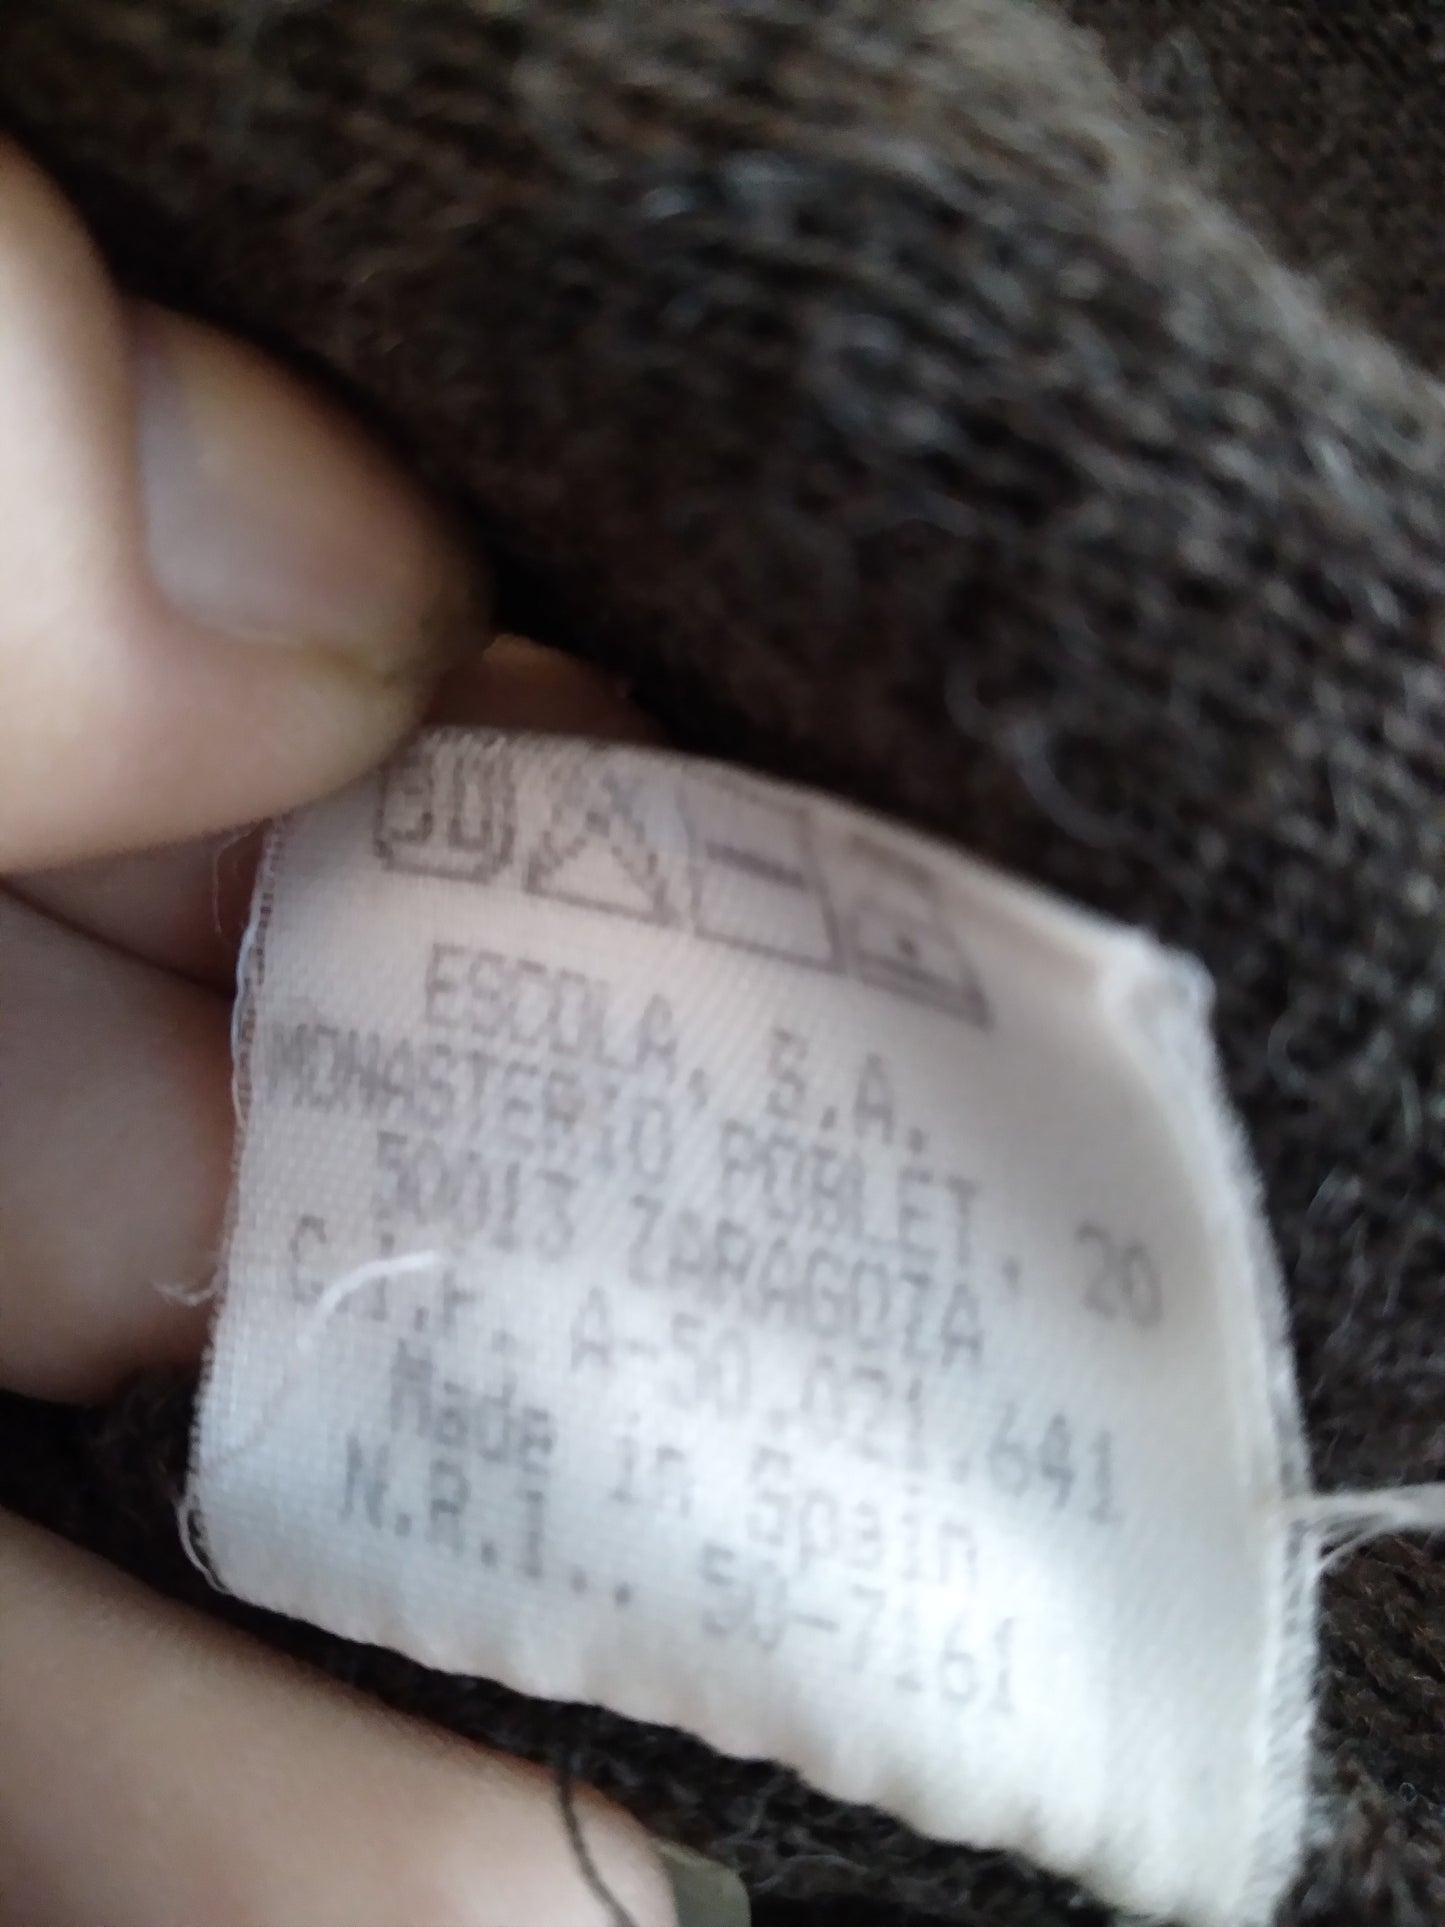 30
ESCOLA, S.A.
MONASTERIO POBLET, 20
50013 ZARAGOZA
C.I.F. A-50.021.641
Made in Spain
N.R.I.. 50-7161